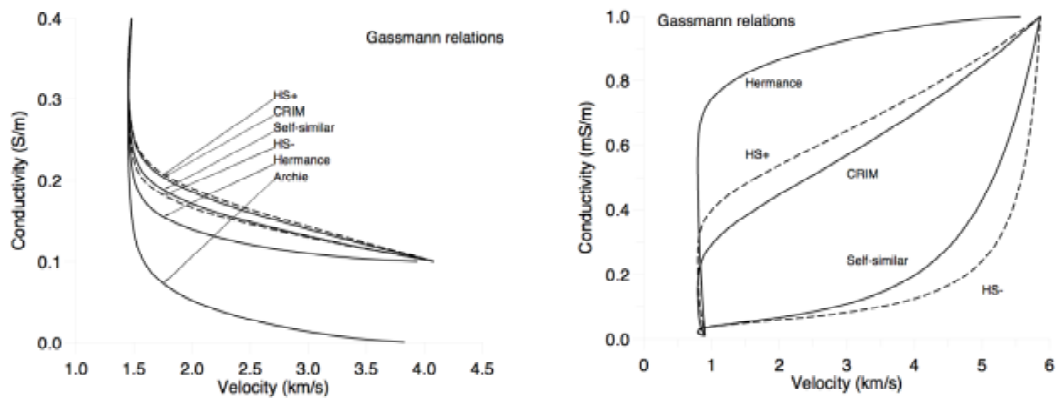 Gassmann relations
Conductivity (S/m)
0.4
0.3
0.2
0.1
0.0
HS+
CRIM
Self-similar
HS-
Hermance
Archie
1.0 1.5 2.0 2.5 3.0 3.5 4.0 4.5
Velocity (km/s)
Gassmann relations
Conductivity (mS/m)
1.0
0.8
0.6
0.4
0.2
0.0
Hermance
HS+
CRIM
Self-similar
HS-
0 1 2 3 4 5 6
Velocity (km/s)